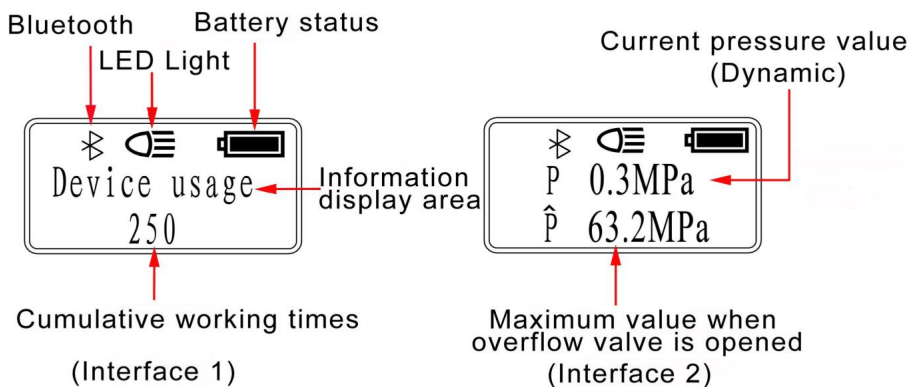 Bluetooth
Battery status
LED Light
Current pressure value
(Dynamic)
Device usage
250
Information
display area
P 0.3MPa
P̂ 63.2MPa
Cumulative working times
(Interface 1)
Maximum value when
overflow valve is opened
(Interface 2)